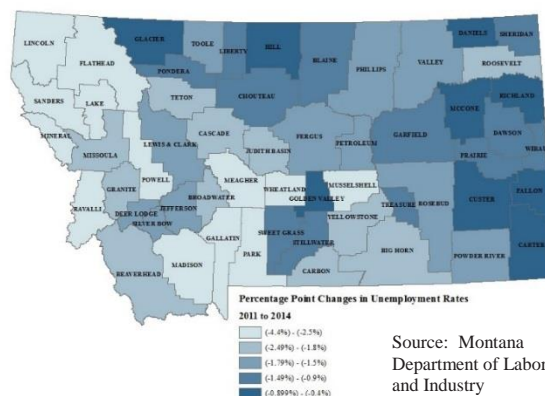 LINCOLN
FLATHEAD
GLACIER
TOOLE
LIBERTY
HILL
BLAINE
PHILLIPS
VALLEY
DANIELS
SHERIDAN
ROOSEVELT
PONDERA
CHOUTEAU
SANDERS
LAKE
TETON
MCCONE
RICHLAND
MINERAL
MISSOULA
LEWIS & CLARK
CASCADE
JUDITH BASIN
FERGUS
PETROLEUM
GARFIELD
DAWSON
PRAIRIE
WIBAU
POWELL
GRANITE
MEAGHER
WHEATLAND
MUSSELSHELL
GOLDEN VALLEY
RAVALLI
DEER LODGE
JEFFERSON
BROADWATER
SILVER BOW
TREASURE
ROSEBUD
CUSTER
FALLON
YELLOWSTONE
GALLATIN
PARK
SWEET GRASS
STILLWATER
BIG HORN
POWDER RIVER
CARTER
BEAVERHEAD
MADISON
CARBON
Percentage Point Changes in Unemployment Rates
2011 to 2014
(-4.4%) - (-2.5%)
(-2.49%) - (-1.8%)
(-1.79%) - (-1.5%)
(-1.49%) - (-0.9%)
(-0.899%) - (-0.4%)
Source: Montana
Department of Labor
and Industry